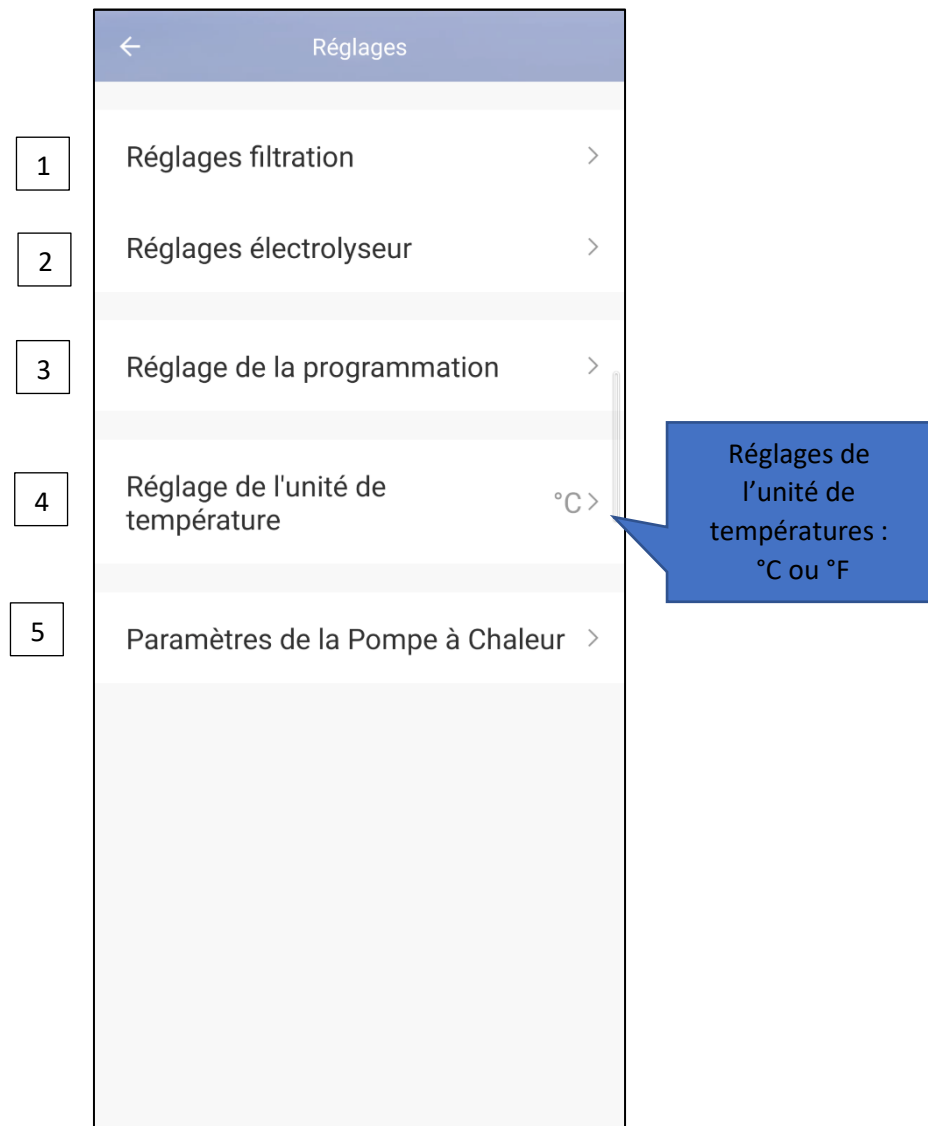 Réglages
1
Réglages filtration
2
Réglages électrolyseur
3
Réglage de la programmation
4
Réglage de l'unité de
température
°C
Réglages de
l’unité de
températures :
°C ou °F
5
Paramètres de la Pompe à Chaleur